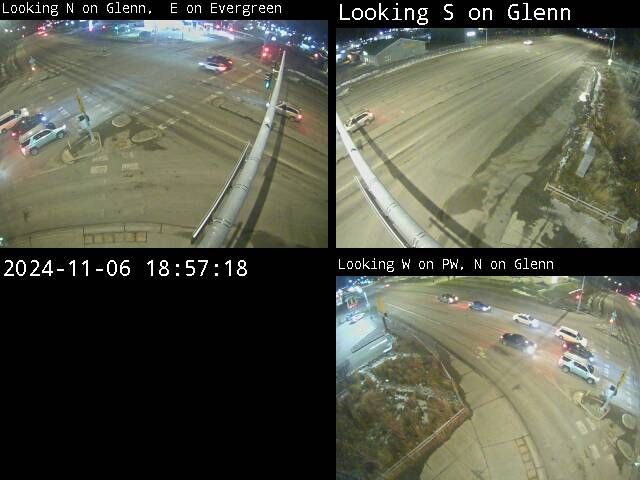 Looking N on Glenn,  E on Evergreen
Looking S on Glenn
2024-11-06 18:57:18
Looking W on PW, N on Glenn